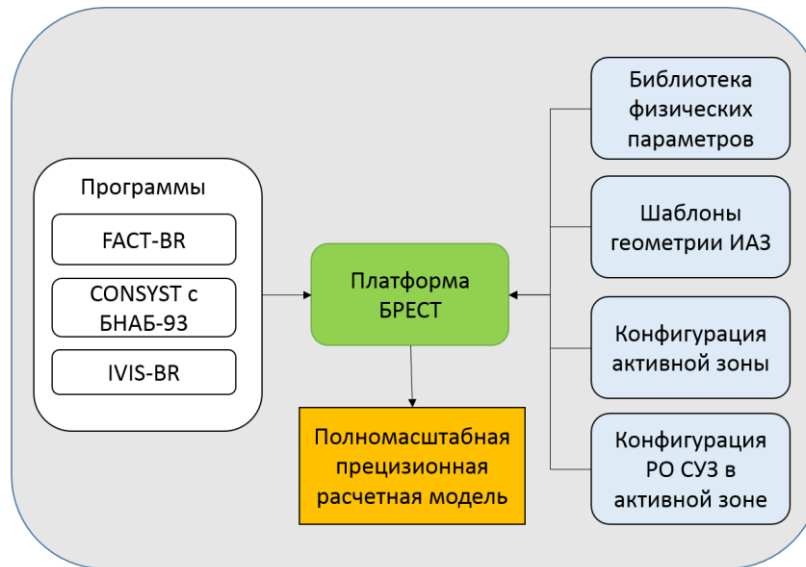 Программы
FACT-BR
CONSYST с
БНАБ-93
IVIS-BR
Платформа
БРЕСТ
Полномасштабная
прецизионная
расчетная модель
Библиотека
физических
параметров
Шаблоны
геометрии ИАЗ
Конфигурация
активной зоны
Конфигурация
РО СУЗ в
активной зоне